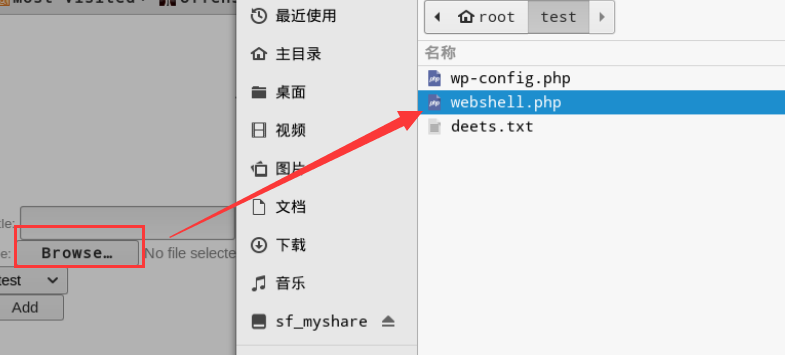 most visited
最近使用
主目录
桌面
视频
图片
文档
下载
音乐
sf_myshare
root
test
名称
wp-config.php
webshell.php
deets.txt
tle:
e:
Browse…
No file selecte
test
Add